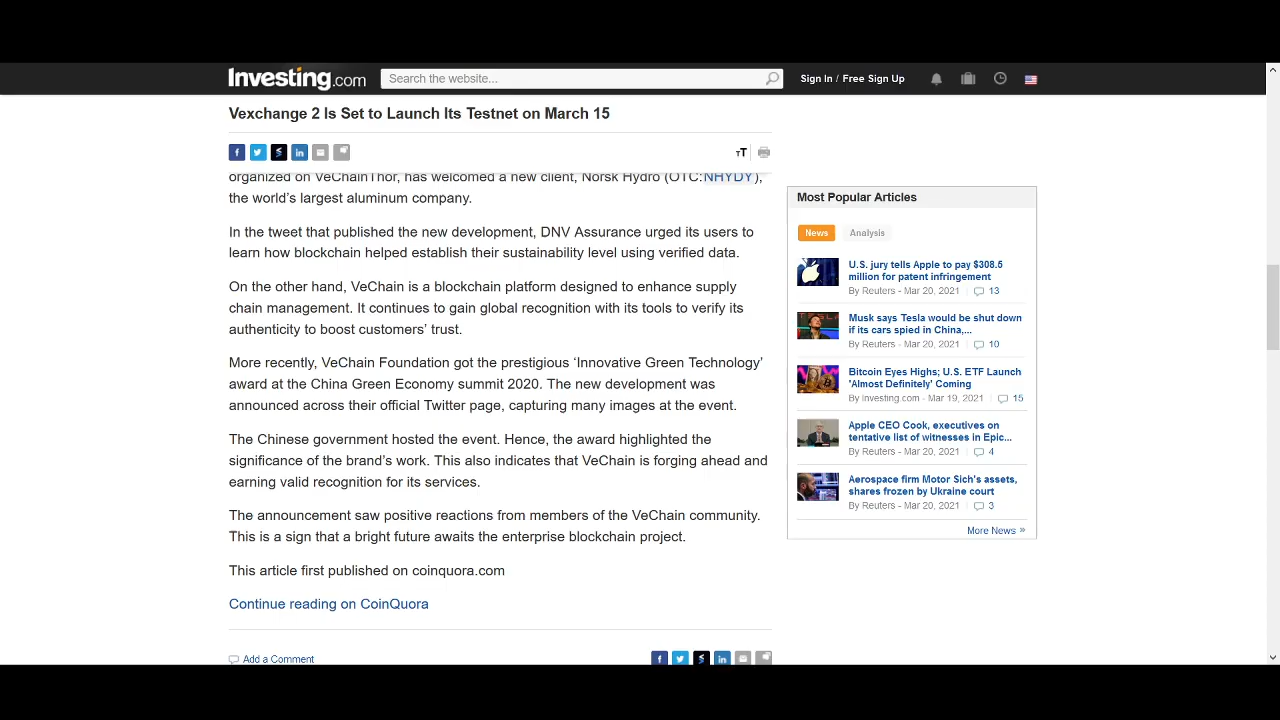 Investing.com
Search the website...
Sign In / Free Sign Up
Vexchange 2 Is Set to Launch Its Testnet on March 15
organized on VeChainThor, has welcomed a new client, Norsk Hydro (OTC:NHYDY),
the world's largest aluminum company.
In the tweet that published the new development, DNV Assurance urged its users to
learn how blockchain helped establish their sustainability level using verified data.
On the other hand, VeChain is a blockchain platform designed to enhance supply
chain management. It continues to gain global recognition with its tools to verify its
authenticity to boost customers' trust.
More recently, VeChain Foundation got the prestigious 'Innovative Green Technology'
award at the China Green Economy summit 2020. The new development was
announced across their official Twitter page, capturing many images at the event.
The Chinese government hosted the event. Hence, the award highlighted the
significance of the brand's work. This also indicates that VeChain is forging ahead and
earning valid recognition for its services.
The announcement saw positive reactions from members of the VeChain community.
This is a sign that a bright future awaits the enterprise blockchain project.
This article first published on coinquora.com
Continue reading on CoinQuora
Add a Comment
Most Popular Articles
News
Analysis
U.S. jury tells Apple to pay $308.5
million for patent infringement
By Reuters - Mar 20, 2021
13
Musk says Tesla would be shut down
if its cars spied in China,...
By Reuters - Mar 20, 2021
10
Bitcoin Eyes Highs; U.S. ETF Launch
'Almost Definitely' Coming
By Investing.com - Mar 19, 2021
15
Apple CEO Cook, executives on
tentative list of witnesses in Epic...
By Reuters - Mar 20, 2021
4
Aerospace firm Motor Sich's assets,
shares frozen by Ukraine court
By Reuters - Mar 20, 2021
3
More News »